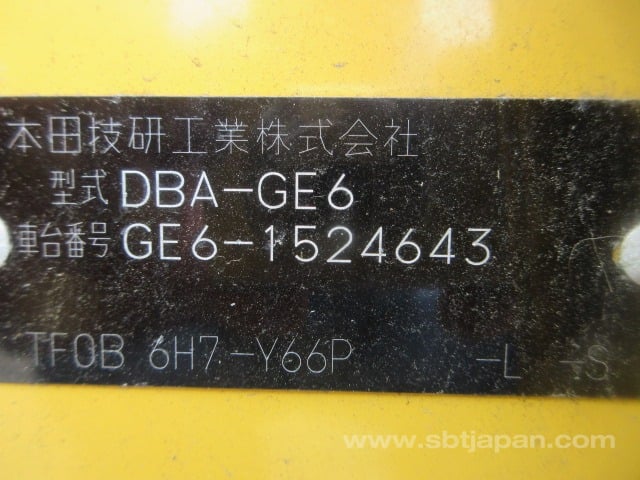 本田技研工業株式会社
型式 DBA-GE6
車台番号 GE6-1524643
TF0B 6H7-Y66P -L -S
www.sbtjapan.com